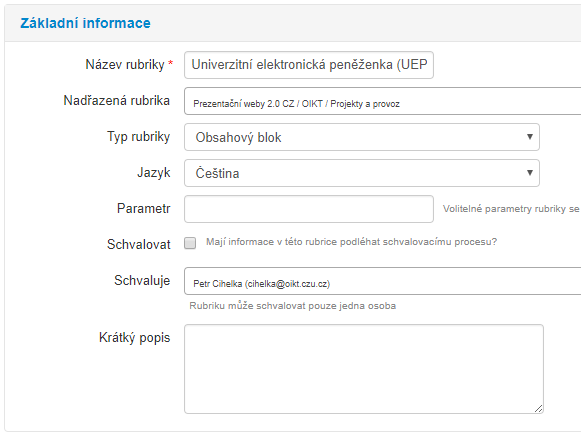 Základní informace
Název rubriky * Univerzitní elektronická peněženka (UEP
Nadřazená rubrika Prezentační weby 2.0 CZ / OIKT / Projekty a provoz
Typ rubriky Obsahový blok
Jazyk Čeština
Parametr Volitelné parametry rubriky se
Schvalovat Mají informace v této rubrice podléhat schvalovacímu procesu?
Schvaluje Petr Cihelka (cihelka@oikt.czu.cz)
Rubriku může schvalovat pouze jedna osoba
Krátký popis